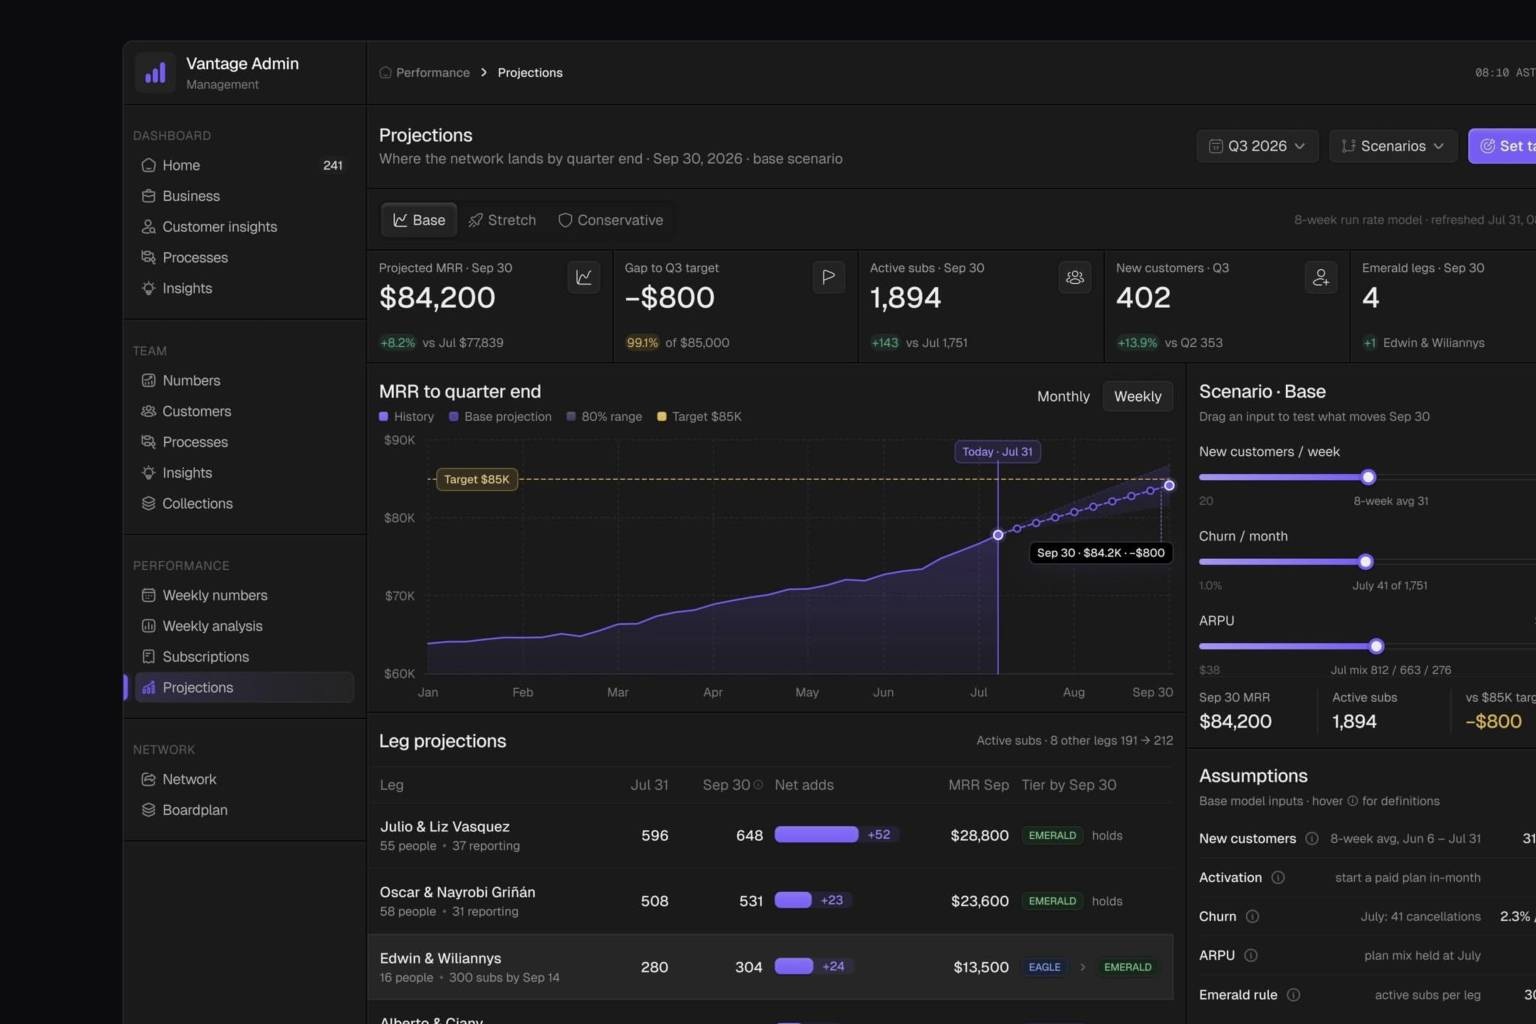 Vantage Admin
Management
Performance > Projections
08:10 AST
DASHBOARD
Home 241
Business
Customer insights
Processes
Insights
TEAM
Numbers
Customers
Processes
Insights
Collections
PERFORMANCE
Weekly numbers
Weekly analysis
Subscriptions
Projections
NETWORK
Network
Boardplan
Projections
Where the network lands by quarter end · Sep 30, 2026 · base scenario
Q3 2026
Scenarios
Set
Base
Stretch
Conservative
8-week run rate model · refreshed Jul 31,
Projected MRR · Sep 30
$84,200
+8.2% vs Jul $77,839
Gap to Q3 target
−$800
99.1% of $85,000
Active subs · Sep 30
1,894
+143 vs Jul 1,751
New customers · Q3
402
+13.9% vs Q2 353
Emerald legs · Sep 30
4
+1 Edwin & Wiliannys
MRR to quarter end
Monthly Weekly
History Base projection 80% range Target $85K
$90K
Today · Jul 31
Target $85K
$80K
Sep 30 · $84.2K · −$800
$70K
$60K
Jan Feb Mar Apr May Jun Jul Aug Sep 30
Scenario · Base
Drag an input to test what moves Sep 30
New customers / week
20 8-week avg 31
Churn / month
1.0% July 41 of 1,751
ARPU
$38 Jul mix 812 / 663 / 276
Sep 30 MRR
$84,200
Active subs
1,894
vs $85K
−$800
Leg projections
Active subs · 8 other legs 191 → 212
Leg Jul 31 Sep 30 Net adds MRR Sep Tier by Sep 30
Julio & Liz Vasquez
55 people • 37 reporting
596 648 +52 $28,800 EMERALD holds
Oscar & Nayrobi Griñán
58 people • 31 reporting
508 531 +23 $23,600 EMERALD holds
Edwin & Wiliannys
16 people • 300 subs by Sep 14
280 304 +24 $13,500 EAGLE > EMERALD
Alberto & Ciany
Assumptions
Base model inputs · hover ⓘ for definitions
New customers 8-week avg, Jun 6 – Jul 31 31
Activation start a paid plan in-month
Churn July: 41 cancellations 2.3% /
ARPU plan mix held at July
Emerald rule active subs per leg